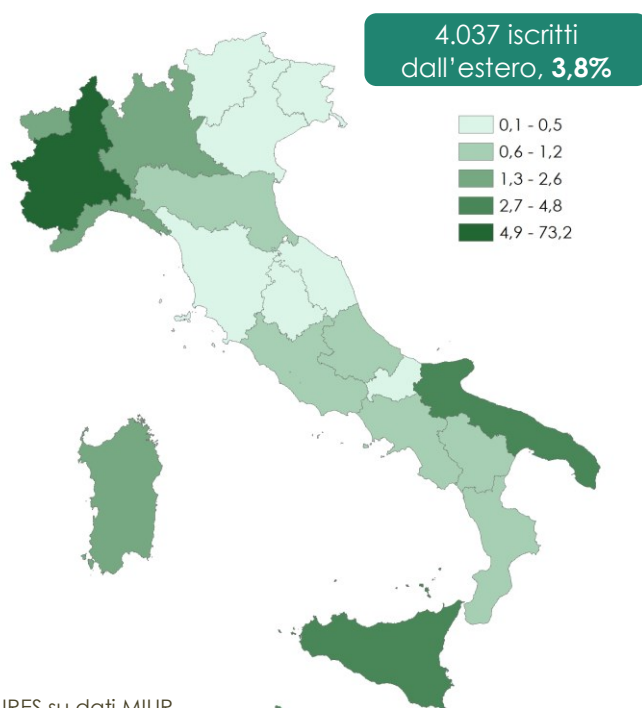 4.037 iscritti
dall'estero, 3,8%
0,1 - 0,5
0,6 - 1,2
1,3 - 2,6
2,7 - 4,8
4,9 - 73,2
su dati MIUR